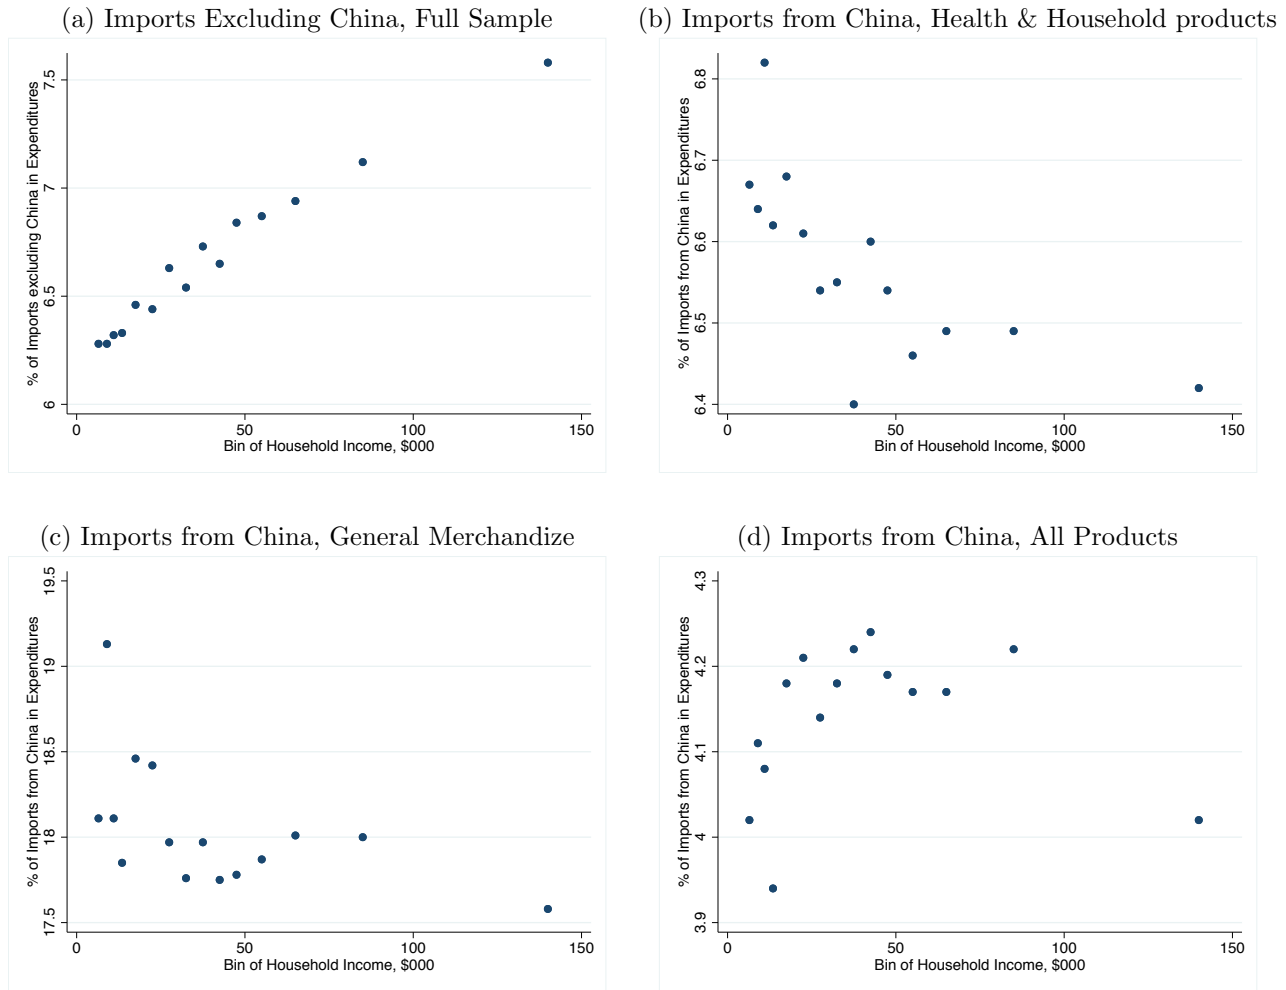 (a) Imports Excluding China, Full Sample
% of Imports excluding China in Expenditures
7.5
7
6.5
6
0 50 100 150
Bin of Household Income, $000
(b) Imports from China, Health & Household products
% of Imports from China in Expenditures
6.8
6.7
6.6
6.5
6.4
0 50 100 150
Bin of Household Income, $000
(c) Imports from China, General Merchandize
% of Imports from China in Expenditures
19.5
19
18.5
18
17.5
0 50 100 150
Bin of Household Income, $000
(d) Imports from China, All Products
% of Imports from China in Expenditures
4.3
4.2
4.1
4
3.9
0 50 100 150
Bin of Household Income, $000